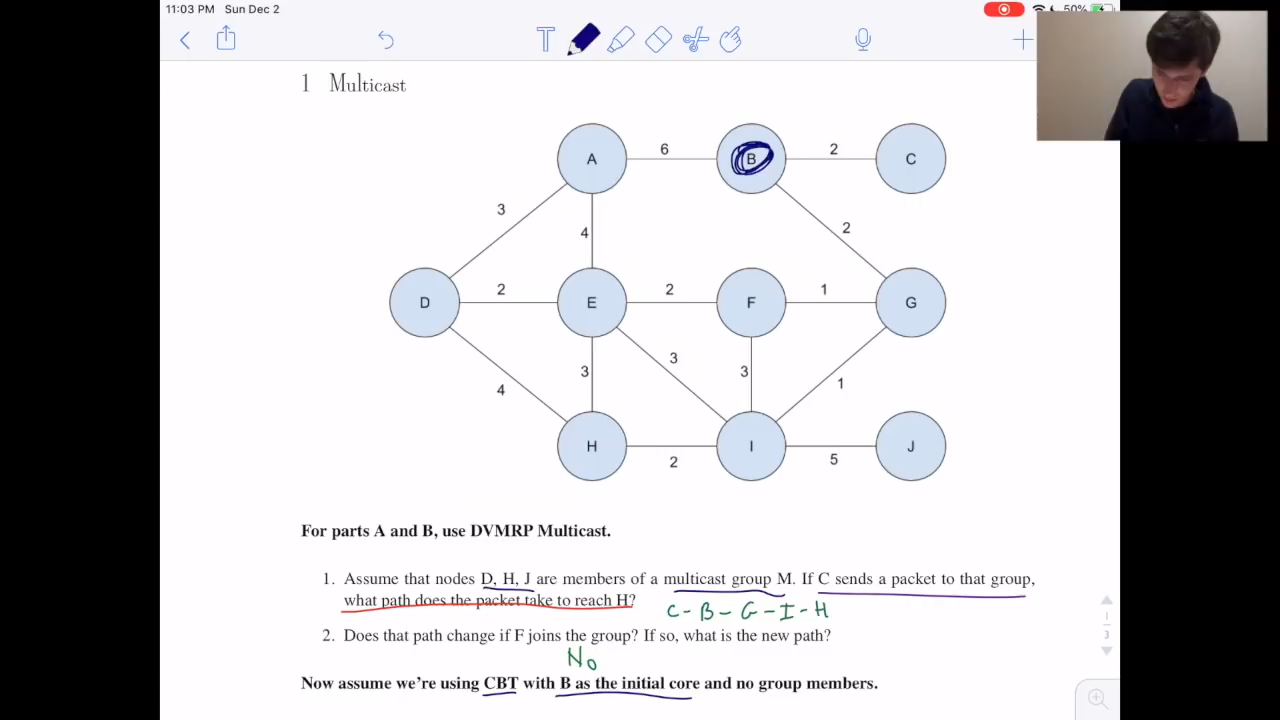 11:03 PM Sun Dec 2
50%
T
1 Multicast
A 6 B 2 C
3
4
2
D 2 E 2 F 1 G
4
3
3
3
1
H 2 I 5 J
For parts A and B, use DVMRP Multicast.
1. Assume that nodes D, H, J are members of a multicast group M. If C sends a packet to that group,
what path does the packet take to reach H? C - B - G - I - H
2. Does that path change if F joins the group? If so, what is the new path?
No
Now assume we're using CBT with B as the initial core and no group members.
1
3